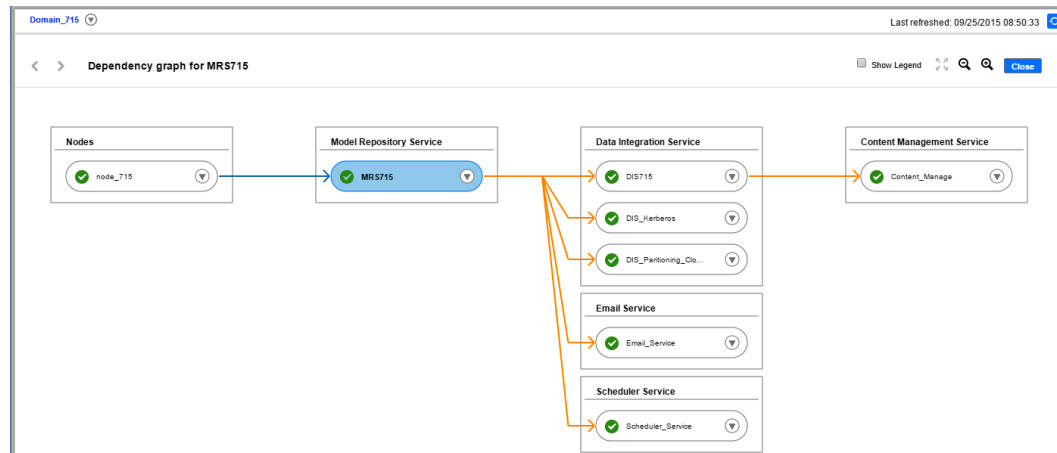 Domain_715
Last refreshed: 09/25/2015 08:50:33
Dependency graph for MRS715
Show Legend
Close
Nodes
node_715
Model Repository Service
MRS715
Data Integration Service
DIS715
DIS_Kerberos
DIS_Paritioning_Clo...
Email Service
Email_Service
Scheduler Service
Scheduler_Service
Content Management Service
Content_Manage